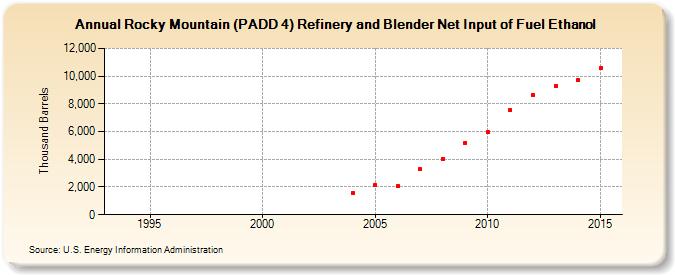 Annual Rocky Mountain (PADD 4) Refinery and Blender Net Input of Fuel Ethanol
Thousand Barrels
12,000
10,000
8,000
6,000
4,000
2,000
0
1995 2000 2005 2010 2015
Source: U.S. Energy Information Administration